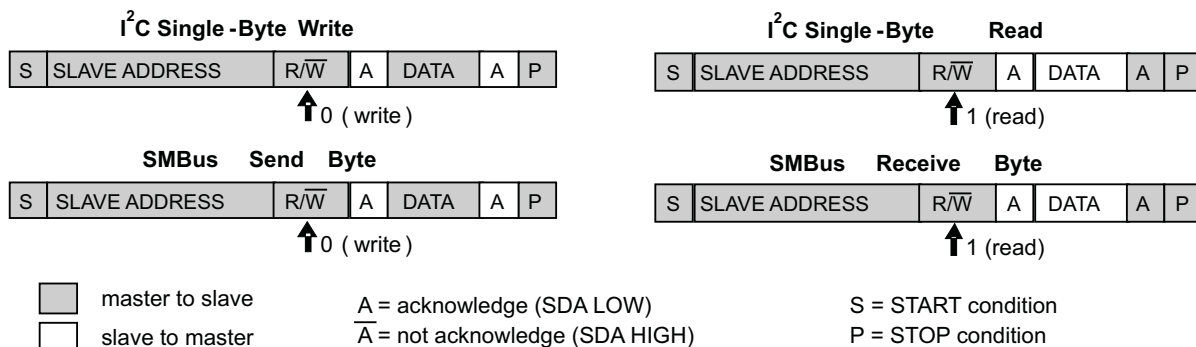 I²C Single -Byte Write
S SLAVE ADDRESS R/W̅ A DATA A P
0 ( write )
SMBus Send Byte
S SLAVE ADDRESS R/W̅ A DATA A P
0 ( write )
I²C Single -Byte Read
S SLAVE ADDRESS R/W̅ A DATA A P
1 (read)
SMBus Receive Byte
S SLAVE ADDRESS R/W̅ A DATA A P
1 (read)
master to slave
slave to master
A = acknowledge (SDA LOW)
A̅ = not acknowledge (SDA HIGH)
S = START condition
P = STOP condition